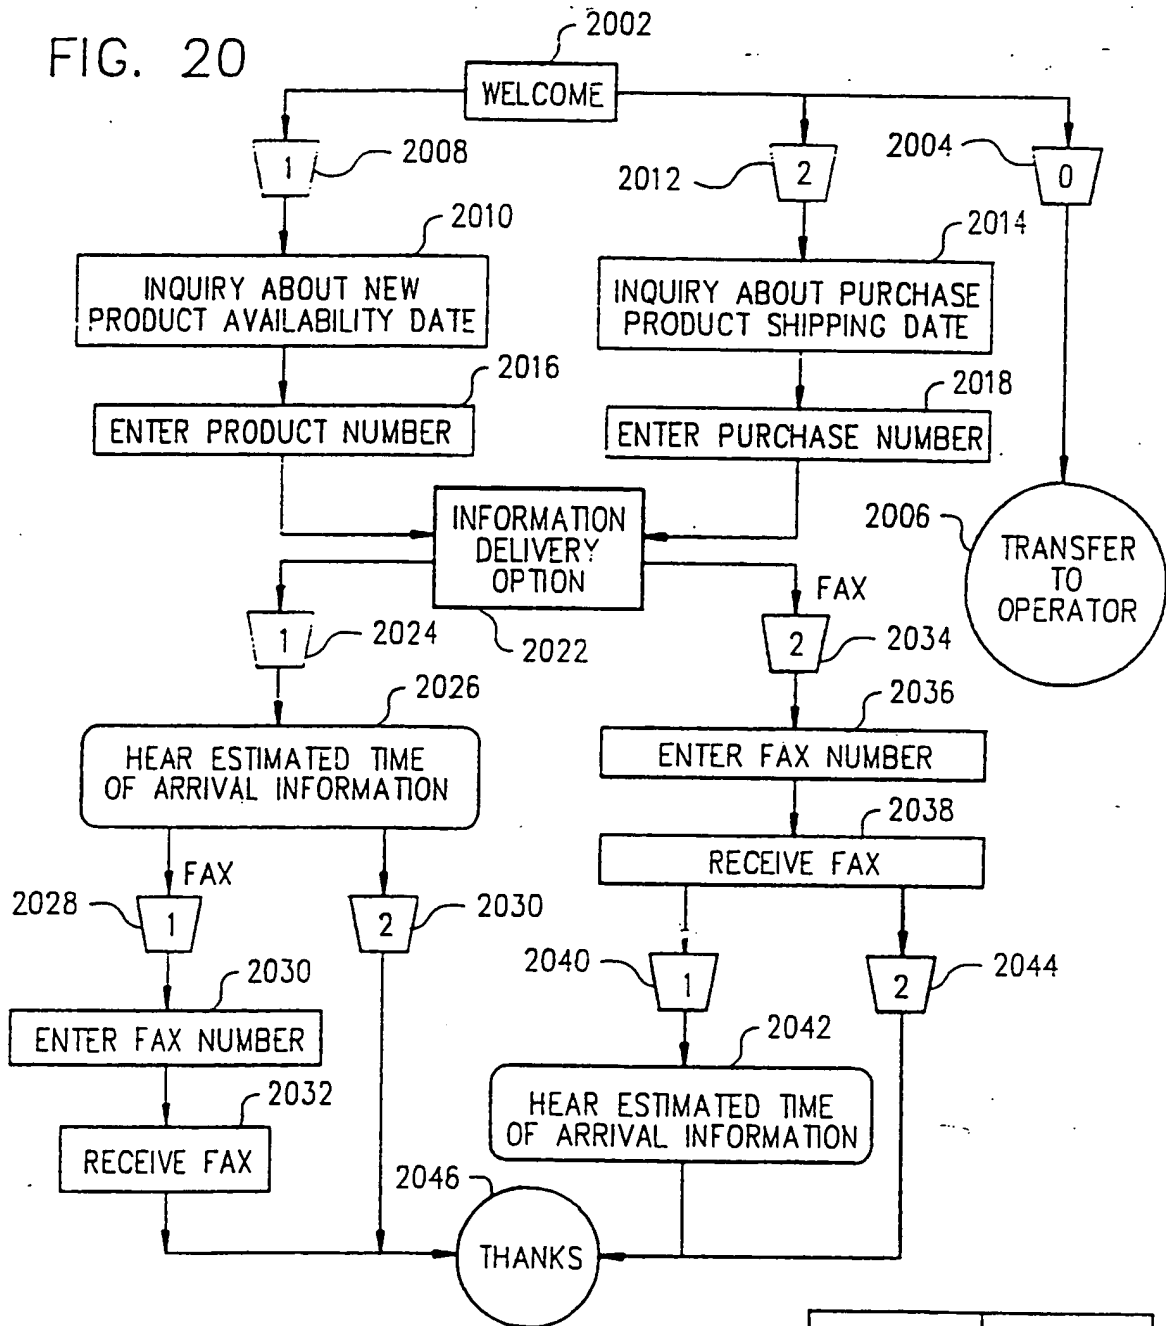 FIG. 20
2002
WELCOME
1
2008
2012
2
2004
0
2010
INQUIRY ABOUT NEW
PRODUCT AVAILABILITY DATE
2014
INQUIRY ABOUT PURCHASE
PRODUCT SHIPPING DATE
2016
ENTER PRODUCT NUMBER
2018
ENTER PURCHASE NUMBER
INFORMATION
DELIVERY
OPTION
2022
2006
TRANSFER
TO
OPERATOR
1
2024
FAX
2
2034
2026
HEAR ESTIMATED TIME
OF ARRIVAL INFORMATION
2036
ENTER FAX NUMBER
2038
RECEIVE FAX
FAX
2028
1
2
2030
2040
1
2
2044
2030
ENTER FAX NUMBER
2042
HEAR ESTIMATED TIME
OF ARRIVAL INFORMATION
2032
RECEIVE FAX
2046
THANKS